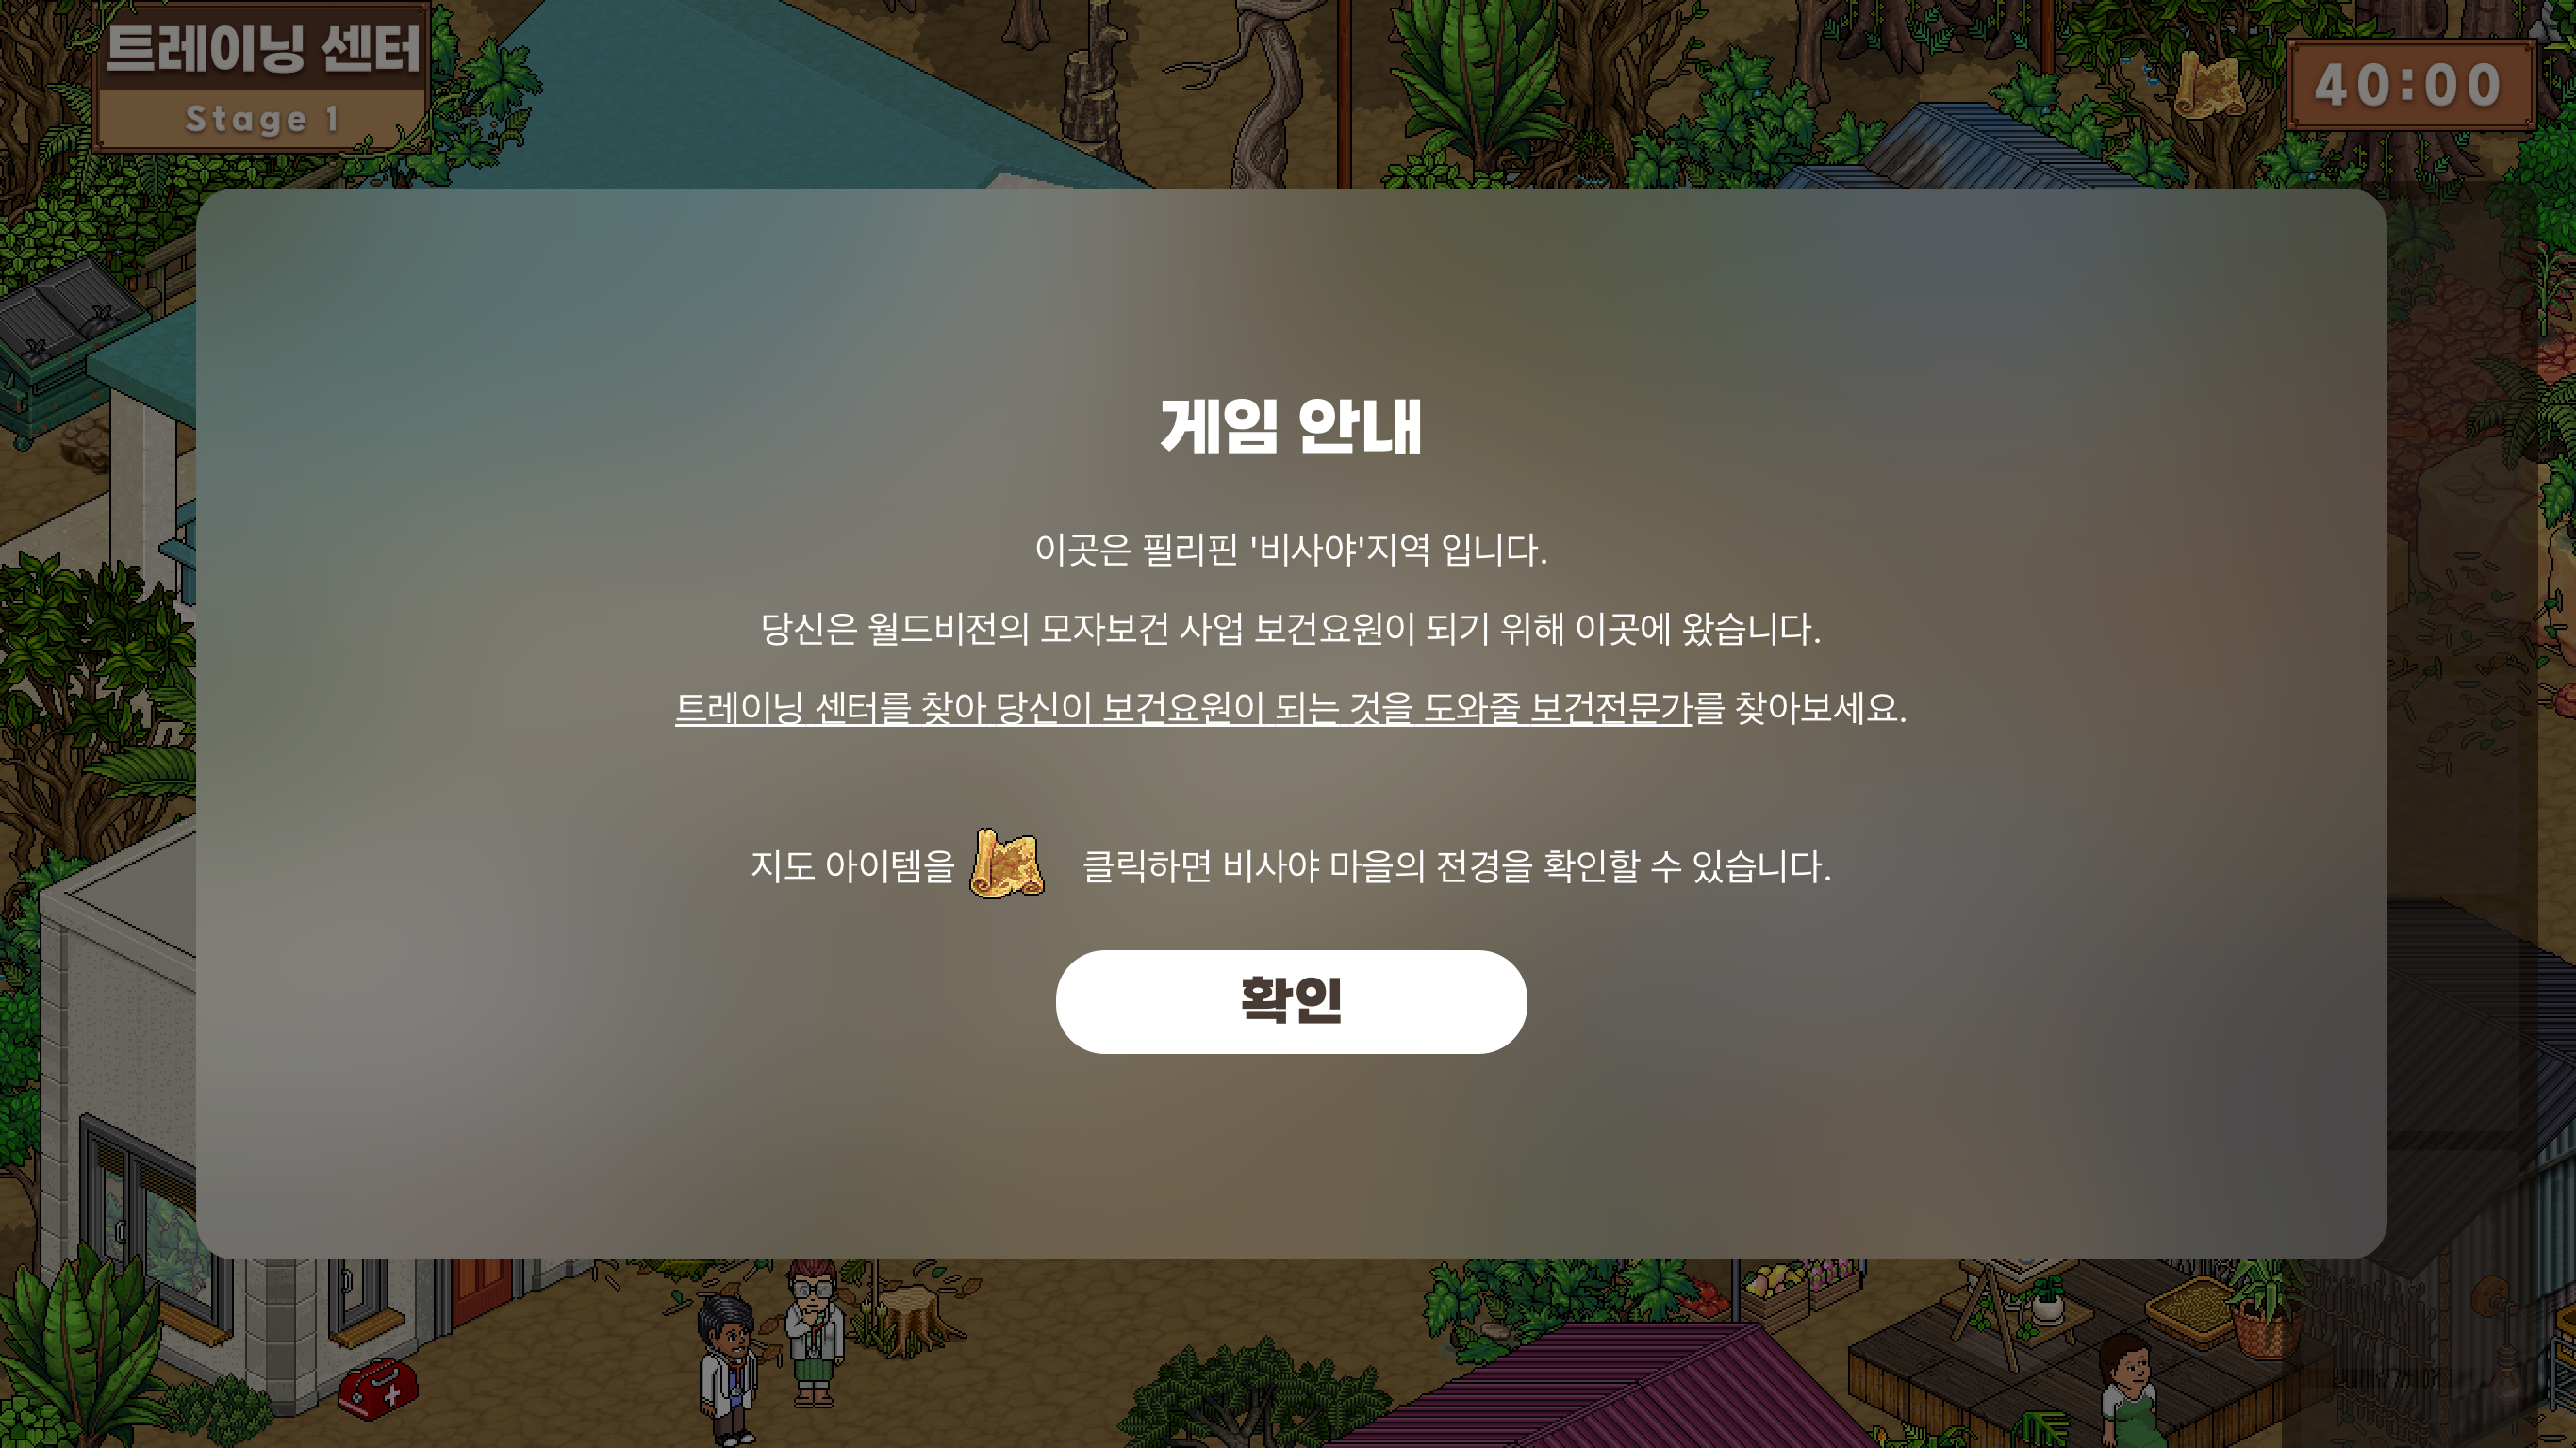 트레이닝 센터
Stage 1
40:00
게임 안내
이곳은 필리핀 '비사야'지역 입니다.
당신은 월드비전의 모자보건 사업 보건요원이 되기 위해 이곳에 왔습니다.
트레이닝 센터를 찾아 당신이 보건요원이 되는 것을 도와줄 보건전문가를 찾아보세요.
지도 아이템을 클릭하면 비사야 마을의 전경을 확인할 수 있습니다.
확인